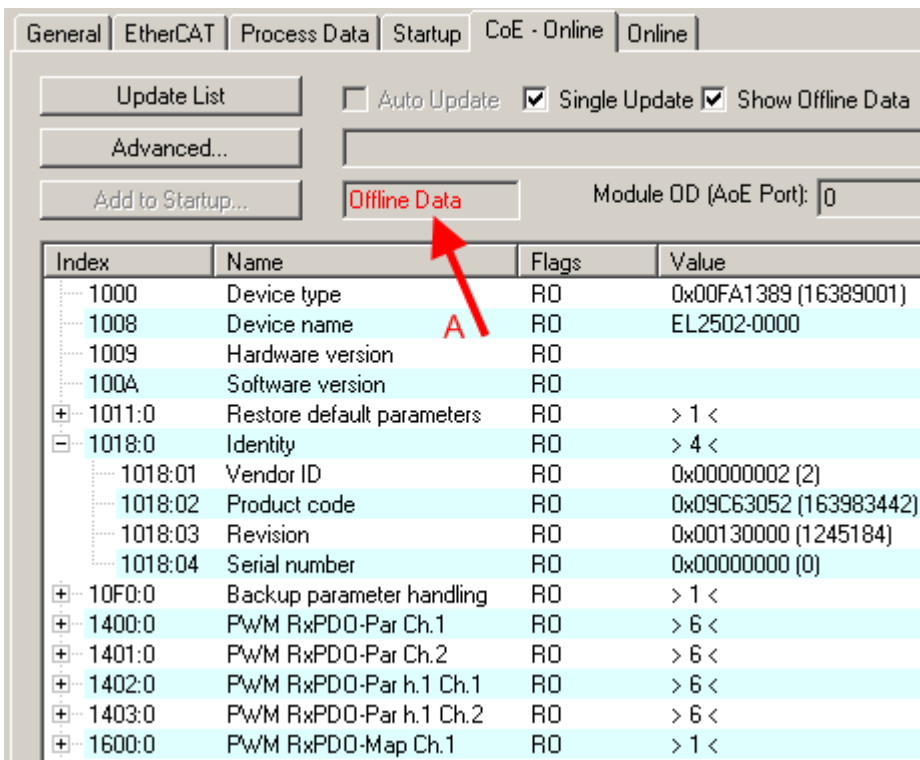 General EtherCAT Process Data Startup CoE - Online Online
Update List Auto Update Single Update Show Offline Data
Advanced...
Add to Startup... Offline Data Module OD (AoE Port): 0
Index Name Flags Value
1000 Device type RO 0x00FA1389 (16389001)
1008 Device name RO EL2502-0000
A
1009 Hardware version RO
100A Software version RO
1011:0 Restore default parameters RO > 1 <
1018:0 Identity RO > 4 <
1018:01 Vendor ID RO 0x00000002 (2)
1018:02 Product code RO 0x09C63052 (163983442)
1018:03 Revision RO 0x00130000 (1245184)
1018:04 Serial number RO 0x00000000 (0)
10F0:0 Backup parameter handling RO > 1 <
1400:0 PWM RxPDO-Par Ch.1 RO > 6 <
1401:0 PWM RxPDO-Par Ch.2 RO > 6 <
1402:0 PWM RxPDO-Par h.1 Ch.1 RO > 6 <
1403:0 PWM RxPDO-Par h.1 Ch.2 RO > 6 <
1600:0 PWM RxPDO-Map Ch.1 RO > 1 <